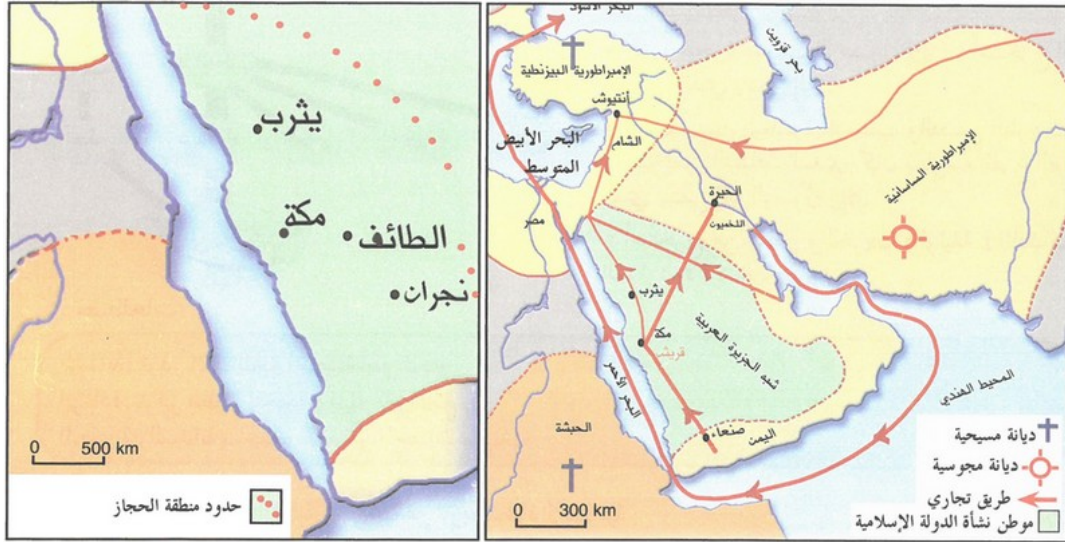 البحر الأسود
الإمبراطورية البيزنطية
بحر قزوين
أنتيوش
الشام
البحر الأبيض
المتوسط
الإمبراطورية الساسانية
الحيرة
اللخميون
مصر
يثرب
مكة
قريش
شبه الجزيرة العربية
البحر الأحمر
المحيط الهندي
صنعاء
اليمن
الحبشة
0 300 km
ديانة مسيحية
ديانة مجوسية
طريق تجاري
موطن نشأة الدولة الإسلامية
يثرب
مكة
الطائف
نجران
0 500 km
حدود منطقة الحجاز